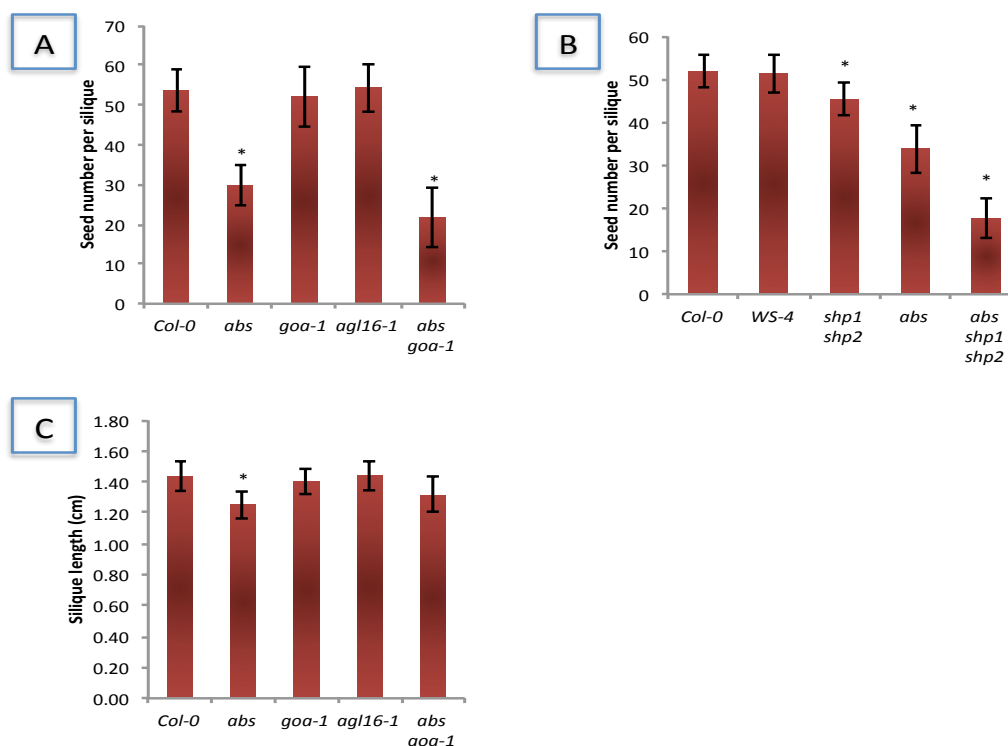 A
Seed number per silique
70
60
50
40
30
20
10
0
*
*
Col-0 abs goa-1 agl16-1 abs
goa-1
B
Seed number per silique
60
50
40
30
20
10
0
*
*
*
Col-0 WS-4 shp1 abs abs
shp2 shp1
shp2
C
Silique length (cm)
1.80
1.60
1.40
1.20
1.00
0.80
0.60
0.40
0.20
0.00
*
Col-0 abs goa-1 agl16-1 abs
goa-1